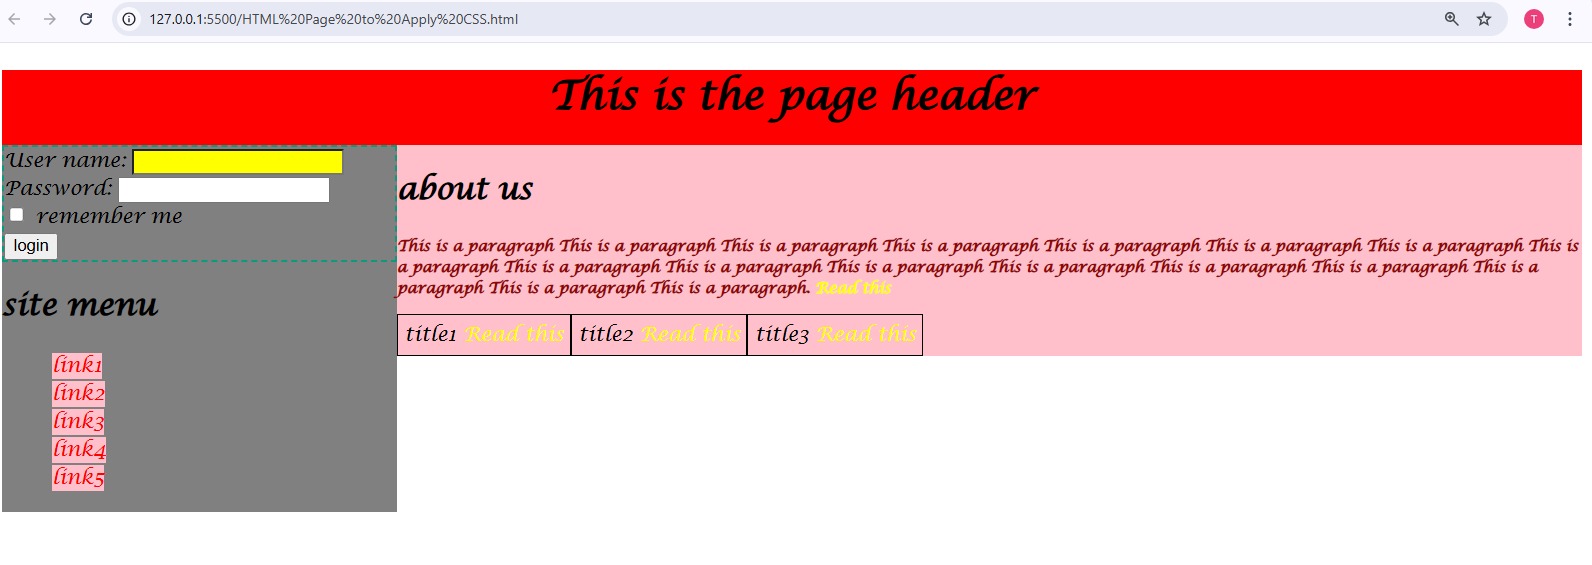 127.0.0.1:5500/HTML%20Page%20to%20Apply%20CSS.html
T
This is the page header
User name:
Password:
remember me
login
site menu
link1
link2
link3
link4
link5
about us
This is a paragraph This is a paragraph This is a paragraph This is a paragraph This is a paragraph This is a paragraph This is a paragraph This is
a paragraph This is a paragraph This is a paragraph This is a paragraph This is a paragraph This is a paragraph This is a paragraph This is a
paragraph This is a paragraph This is a paragraph. Read this
title1 Read this title2 Read this title3 Read this